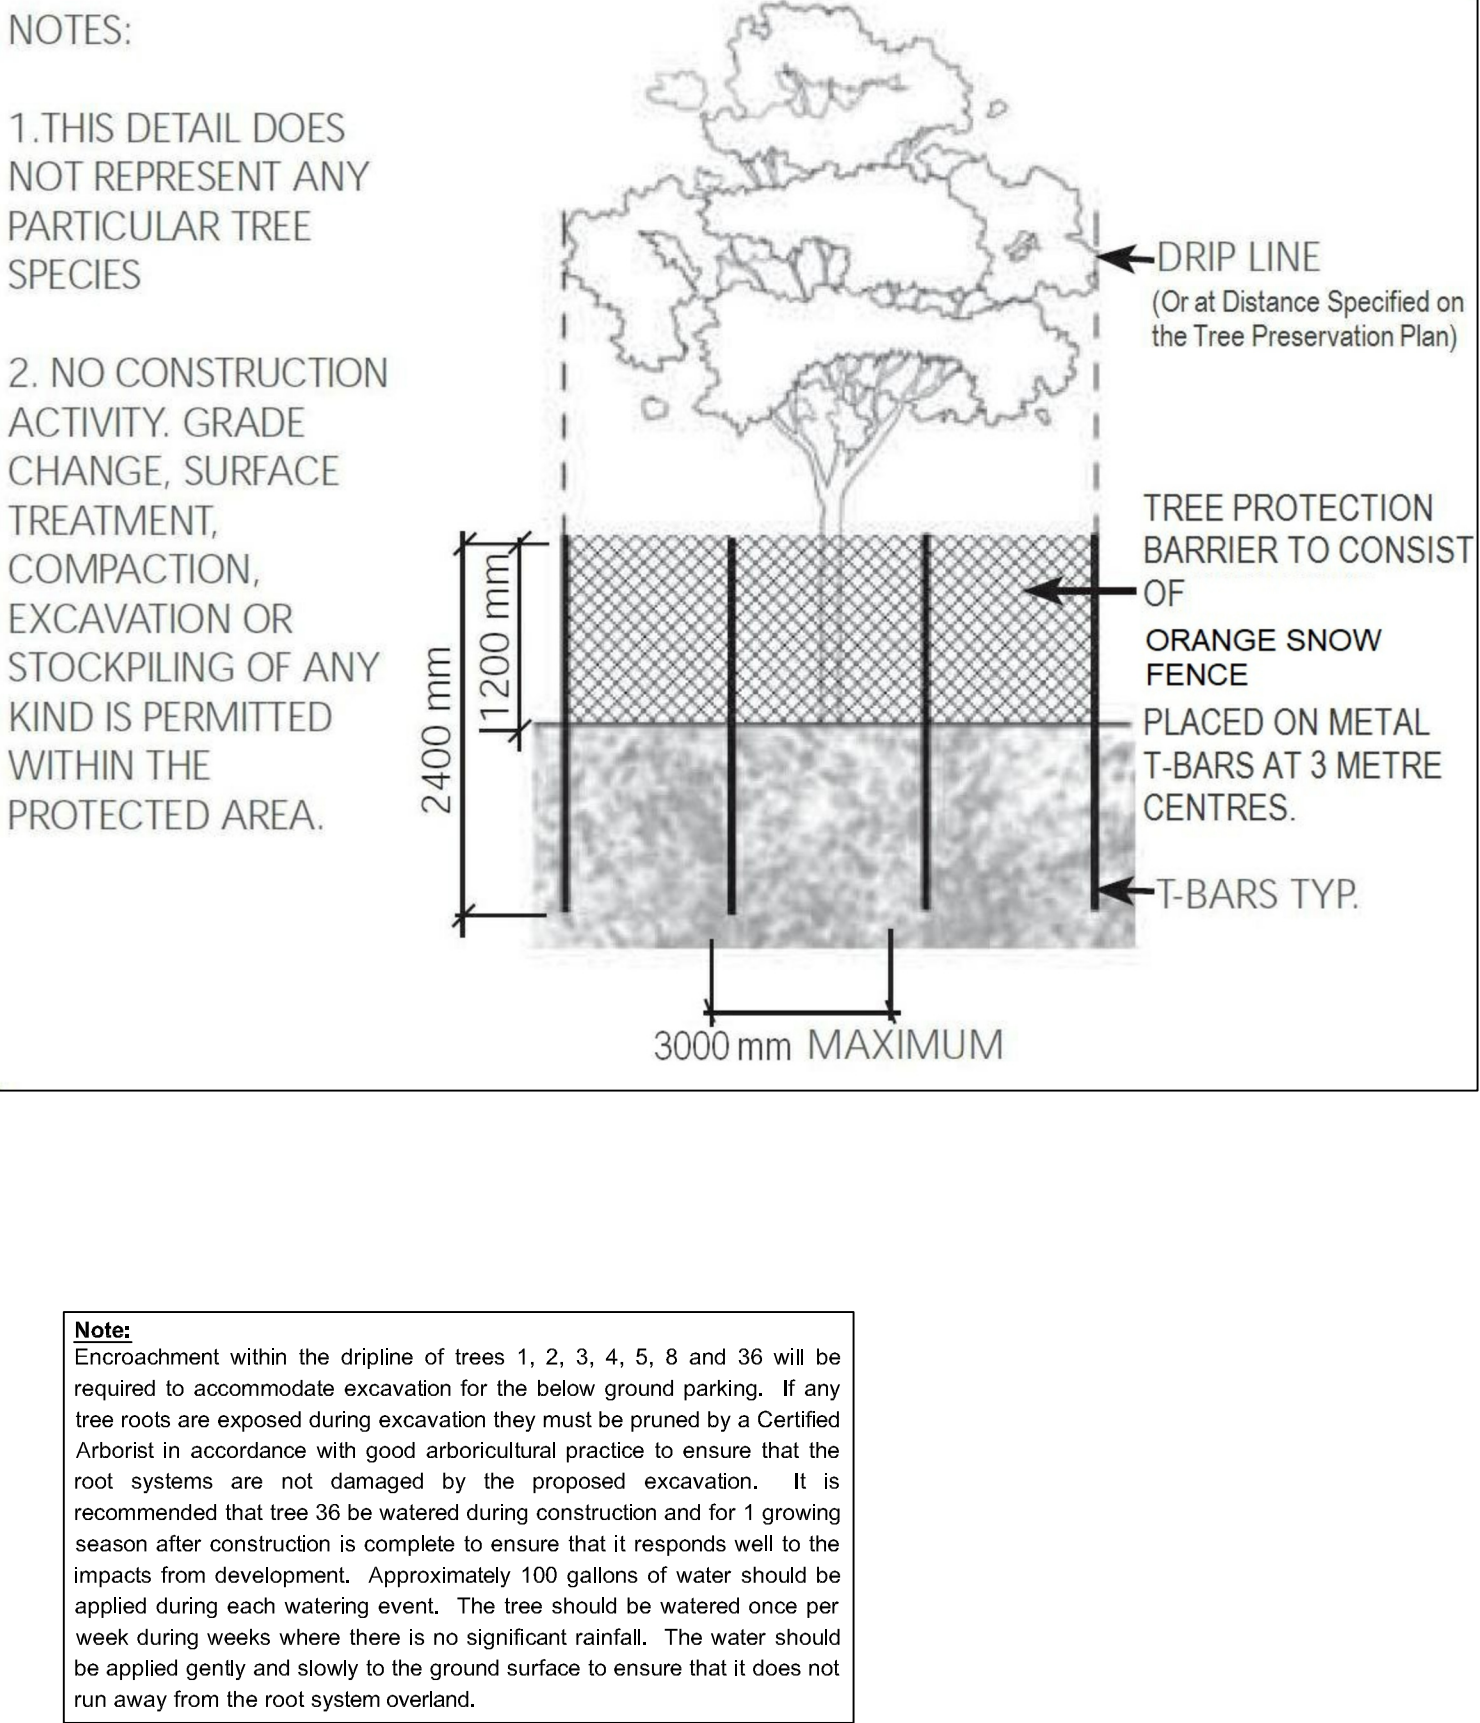 NOTES:
1.THIS DETAIL DOES
NOT REPRESENT ANY
PARTICULAR TREE
SPECIES
2. NO CONSTRUCTION
ACTIVITY. GRADE
CHANGE, SURFACE
TREATMENT,
COMPACTION,
EXCAVATION OR
STOCKPILING OF ANY
KIND IS PERMITTED
WITHIN THE
PROTECTED AREA.
DRIP LINE
(Or at Distance Specified on
the Tree Preservation Plan)
TREE PROTECTION
BARRIER TO CONSIST
OF
ORANGE SNOW
FENCE
PLACED ON METAL
T-BARS AT 3 METRE
CENTRES.
T-BARS TYP.
2400 mm
1200 mm
3000 mm MAXIMUM
Note:
Encroachment within the dripline of trees 1, 2, 3, 4, 5, 8 and 36 will be
required to accommodate excavation for the below ground parking. If any
tree roots are exposed during excavation they must be pruned by a Certified
Arborist in accordance with good arboricultural practice to ensure that the
root systems are not damaged by the proposed excavation. It is
recommended that tree 36 be watered during construction and for 1 growing
season after construction is complete to ensure that it responds well to the
impacts from development. Approximately 100 gallons of water should be
applied during each watering event. The tree should be watered once per
week during weeks where there is no significant rainfall. The water should
be applied gently and slowly to the ground surface to ensure that it does not
run away from the root system overland.